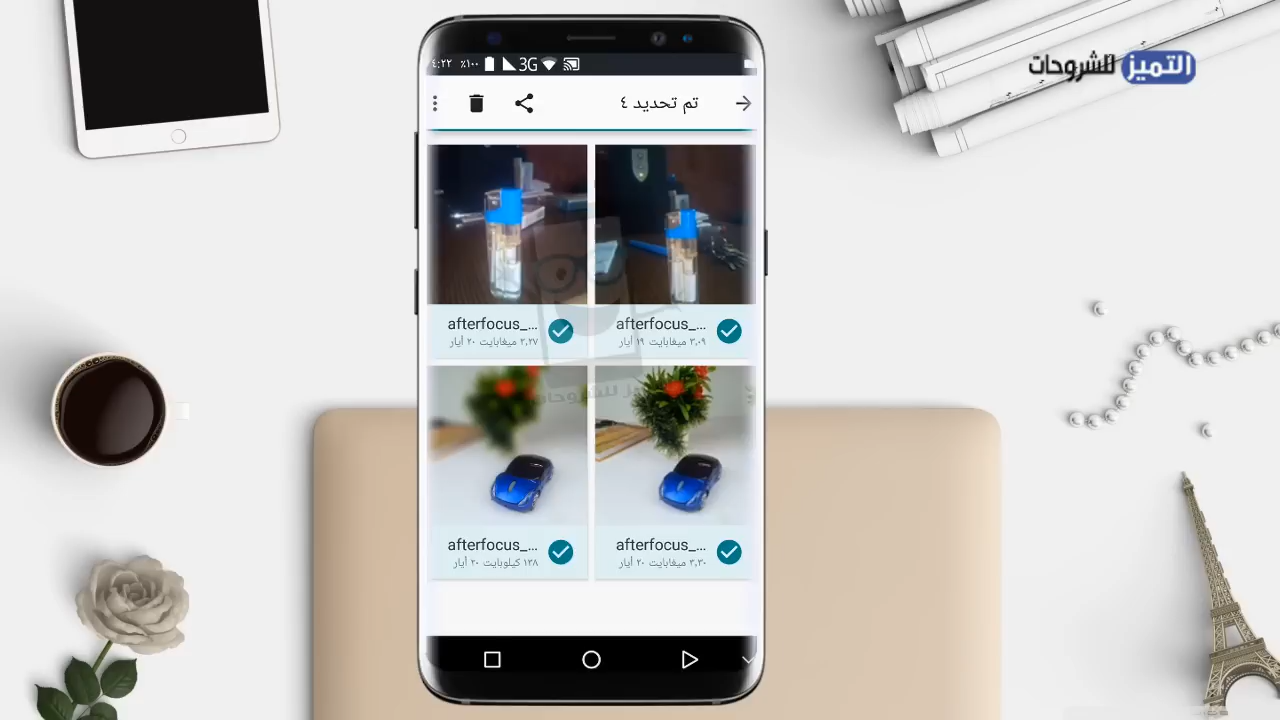 التميز للشروحات
٤:٢٢ ٪١٠٠ 3G
تم تحديد ٤
afterfocus_...
٣٫٠٩ ميغابايت ١٩ أيار
afterfocus_...
٣٫٢٧ ميغابايت ٢٠ أيار
afterfocus_...
٣٫٣٠ ميغابايت ٢٠ أيار
afterfocus_...
١٣٨ كيلوبايت ٢٠ أيار